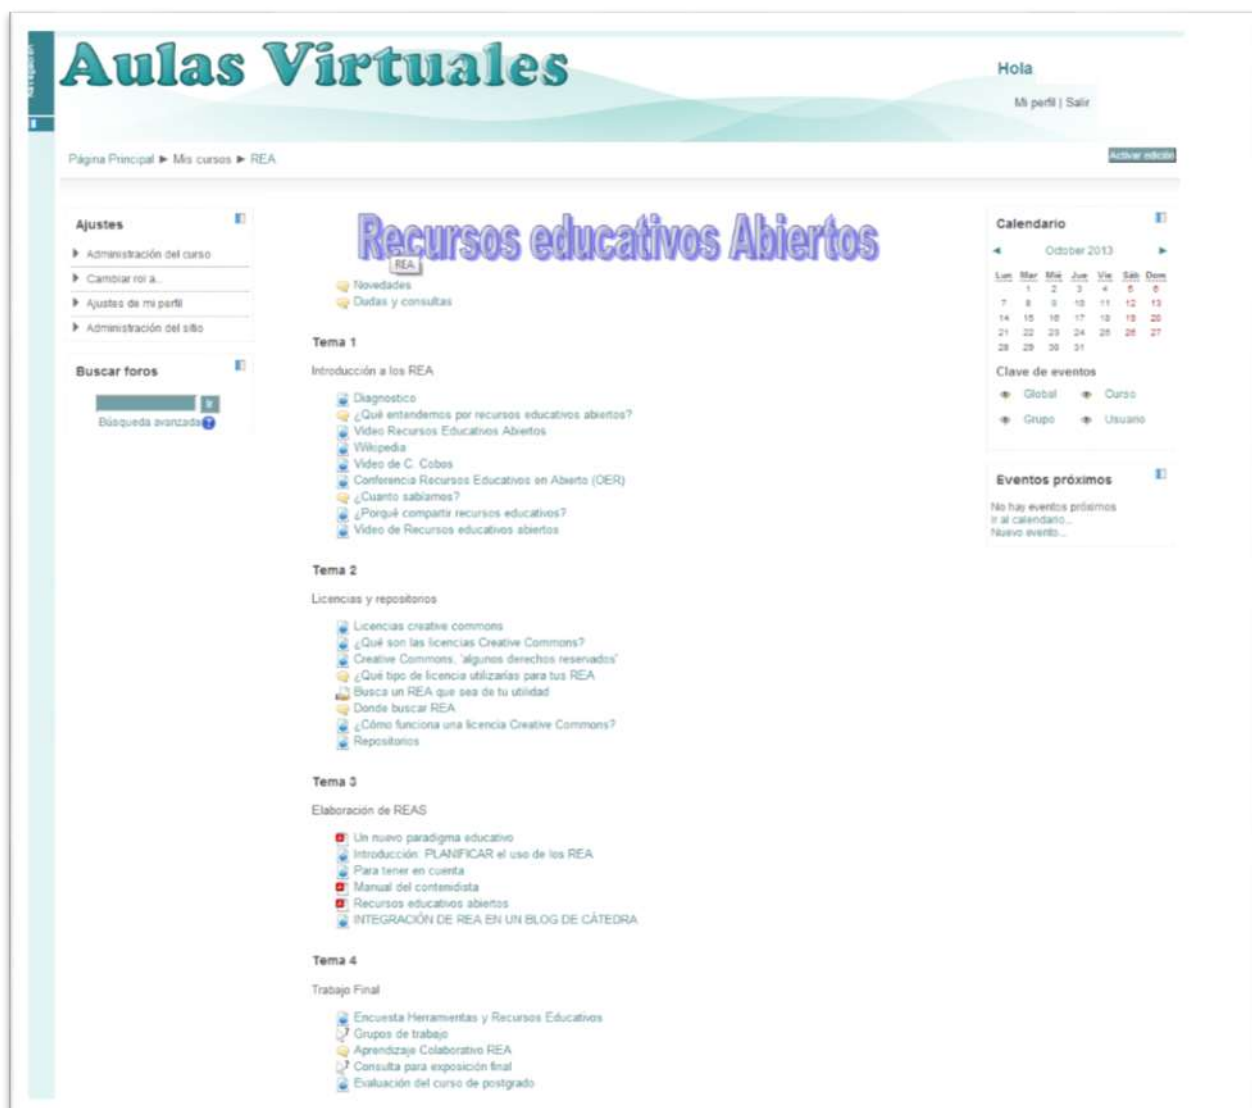 Navegación
Aulas Virtuales
Hola
Mi perfil | Salir
Página Principal ► Mis cursos ► REA
Activar edición
Ajustes
Administración del curso
Cambiar rol a...
Ajustes de mi perfil
Administración del sitio
Buscar foros
Ir
Búsqueda avanzada ?
Recursos educativos Abiertos
REA
Novedades
Dudas y consultas
Tema 1
Introducción a los REA
Diagnostico
¿Qué entendemos por recursos educativos abiertos?
Video Recursos Educativos Abiertos
Wikipedia
Video de C. Cobos
Conferencia Recursos Educativos en Abierto (OER)
¿Cuanto sabíamos?
¿Porqué compartir recursos educativos?
Video de Recursos educativos abiertos
Tema 2
Licencias y repositorios
Licencias creative commons
¿Qué son las licencias Creative Commons?
Creative Commons, 'algunos derechos reservados'
¿Qué tipo de licencia utilizarías para tus REA
Busca un REA que sea de tu utilidad
Donde buscar REA
¿Cómo funciona una licencia Creative Commons?
Repositorios
Tema 3
Elaboración de REAS
Un nuevo paradigma educativo
Introducción: PLANIFICAR el uso de los REA
Para tener en cuenta
Manual del contenidista
Recursos educativos abiertos
INTEGRACIÓN DE REA EN UN BLOG DE CÁTEDRA
Tema 4
Trabajo Final
Encuesta Herramientas y Recursos Educativos
Grupos de trabajo
Aprendizaje Colaborativo REA
Consulta para exposición final
Evaluación del curso de postgrado
Calendario
◄ October 2013 ►
Lun Mar Mié Jue Vie Sáb Dom
1 2 3 4 5 6
7 8 9 10 11 12 13
14 15 16 17 18 19 20
21 22 23 24 25 26 27
28 29 30 31
Clave de eventos
Global Curso
Grupo Usuario
Eventos próximos
No hay eventos próximos
Ir al calendario...
Nuevo evento...